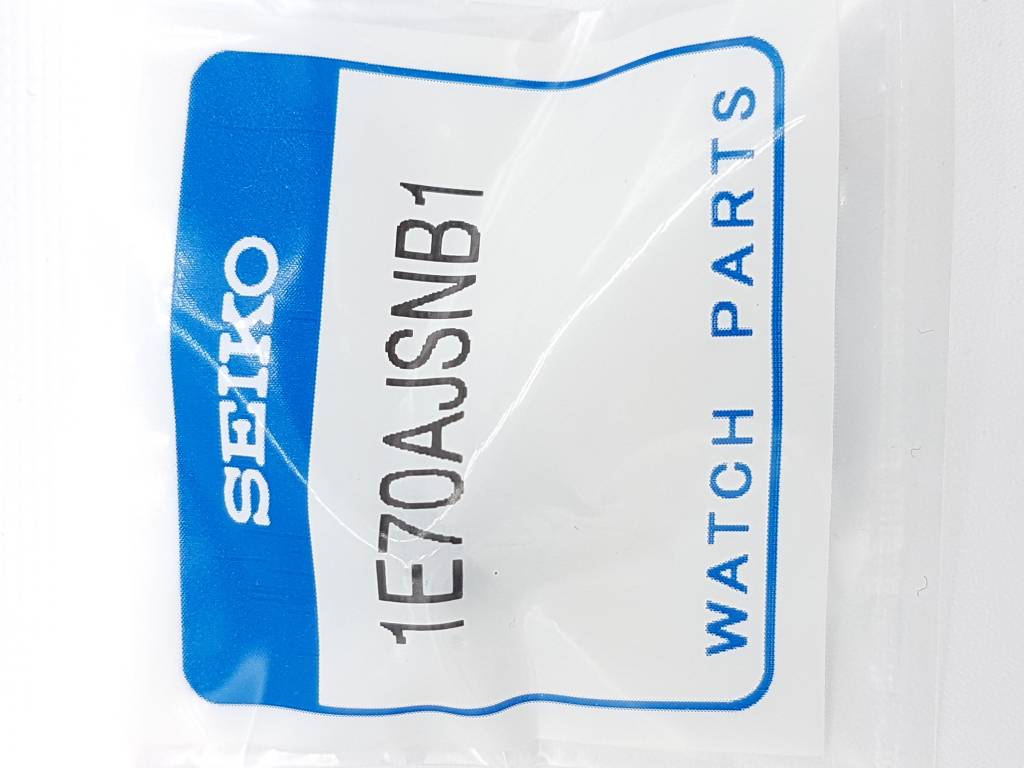 SEIKO
1E70AJSNB1
WATCH PARTS